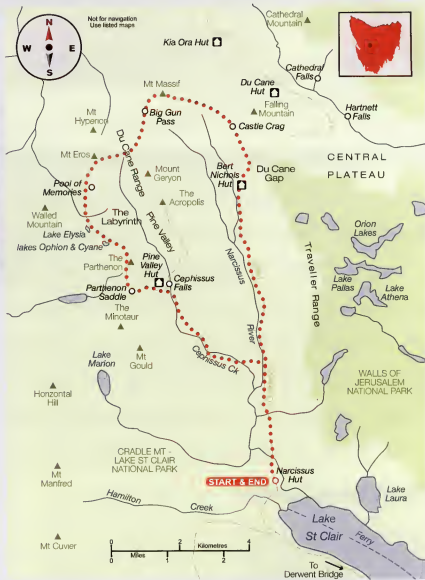 Not for navigation
Use listed maps
N
W
E
S
Cathedral
Mountain
Kia Ora Hut
Cathedral
Falls
Mt Massif
Du Cane
Hut
Falling
Mountain
Hartnett
Falls
Big Gun
Pass
Mt
Hyperion
Castle Crag
Mt Eros
Du Cane Range
CENTRAL
PLATEAU
Mount
Geryon
Bert
Nichols
Hut
Du Cane
Gap
Pool of
Memories
The
Acropolis
Walled
Mountain
The
Labyrinth
Pine Valley
Lake Elysia
lakes Ophion & Cyane
Orion
Lakes
Narcissus
River
Traveller Range
The
Parthenon
Pine
Valley
Hut
Cephissus
Falls
Lake
Pallas
Lake
Athena
Parthenon
Saddle
The
Minotaur
Cephissus Ck
Lake
Marion
Mt
Gould
WALLS OF
JERUSALEM
NATIONAL PARK
Horizontal
Hill
CRADLE MT -
LAKE ST CLAIR
NATIONAL PARK
START & END
Narcissus
Hut
Mt
Manfred
Lake
Laura
Hamilton
Creek
Lake
St Clair
Ferry
Mt Cuvier
Kilometres
0 1 2 4
Miles
To
Derwent Bridge